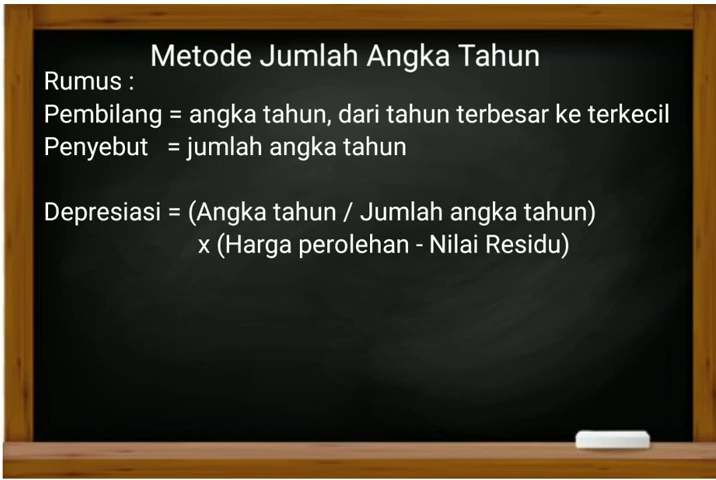 Metode Jumlah Angka Tahun
Rumus :
Pembilang = angka tahun, dari tahun terbesar ke terkecil
Penyebut = jumlah angka tahun
Depresiasi = (Angka tahun / Jumlah angka tahun)
x (Harga perolehan - Nilai Residu)